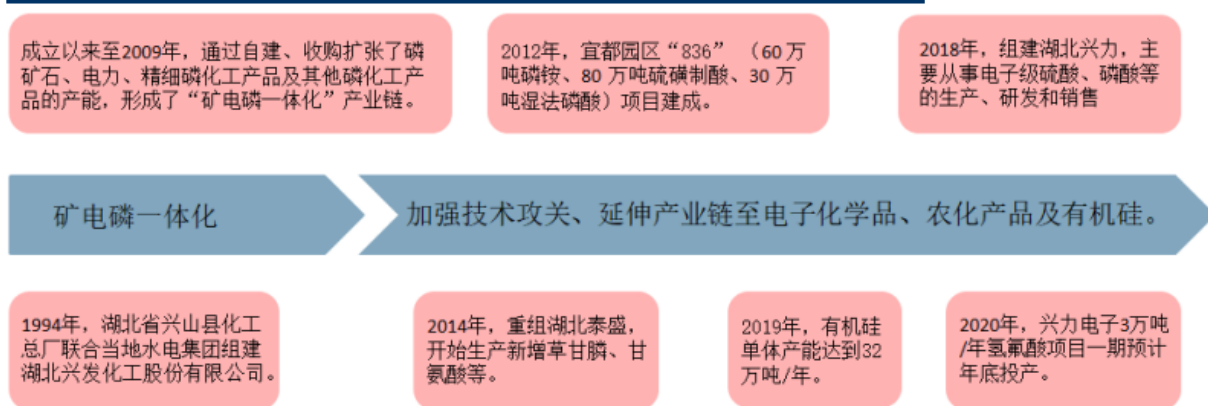 成立以来至2009年，通过自建、收购扩张了磷
矿石、电力、精细磷化工产品及其他磷化工产
品的产能，形成了“矿电磷一体化”产业链。
2012年，宜都园区“836”（60万
吨磷铵、80万吨硫磺制酸、30万
吨湿法磷酸）项目建成。
2018年，组建湖北兴力，主
要从事电子级硫酸、磷酸等
的生产、研发和销售
矿电磷一体化
加强技术攻关、延伸产业链至电子化学品、农化产品及有机硅。
1994年，湖北省兴山县化工
总厂联合当地水电集团组建
湖北兴发化工股份有限公司。
2014年，重组湖北泰盛，
开始生产新增草甘膦、甘
氨酸等。
2019年，有机硅
单体产能达到32
万吨/年。
2020年，兴力电子3万吨
/年氢氟酸项目一期预计
年底投产。